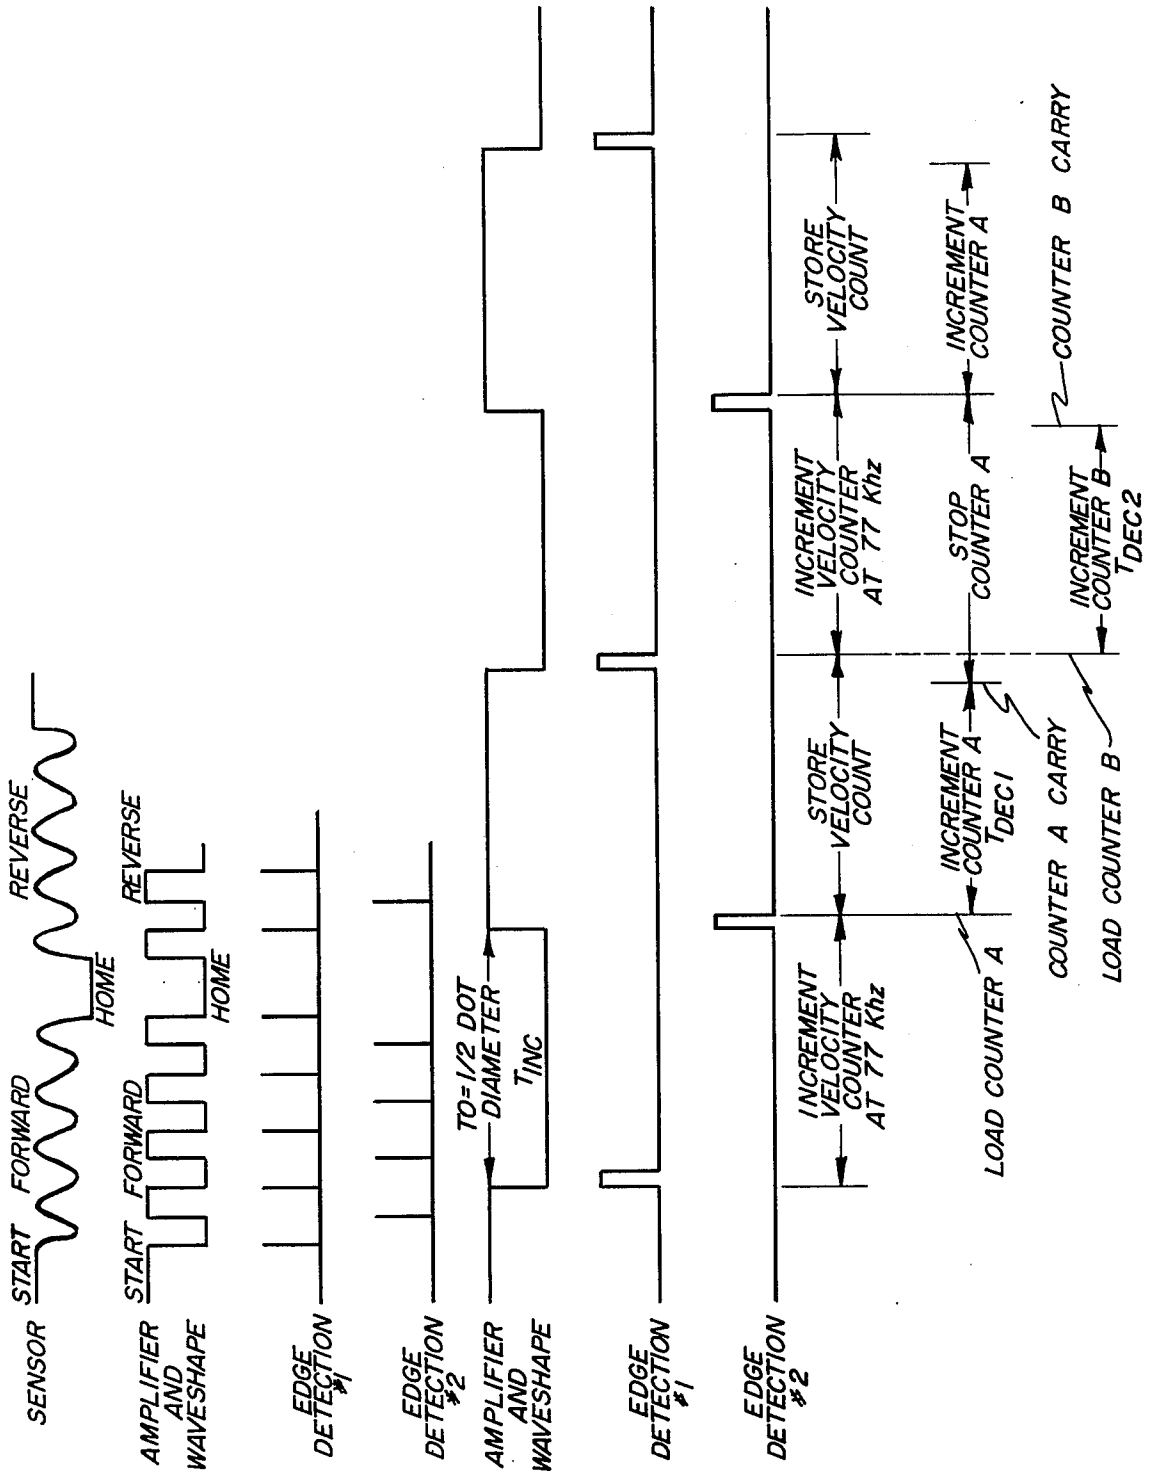 SENSOR
START
FORWARD
HOME
REVERSE
AMPLIFIER
AND
WAVESHAPE
START
FORWARD
HOME
REVERSE
EDGE
DETECTION
#1
EDGE
DETECTION
#2
AMPLIFIER
AND
WAVESHAPE
TO=1/2 DOT
DIAMETER
TINC
EDGE
DETECTION
#1
EDGE
DETECTION
#2
INCREMENT
VELOCITY
COUNTER
AT 77 Khz
STORE
VELOCITY
COUNT
INCREMENT
VELOCITY
COUNTER
AT 77 Khz
STORE
VELOCITY
COUNT
LOAD COUNTER A
INCREMENT
COUNTER A
TDEC1
STOP
COUNTER A
INCREMENT
COUNTER A
COUNTER A CARRY
LOAD COUNTER B
INCREMENT
COUNTER B
TDEC2
COUNTER B CARRY